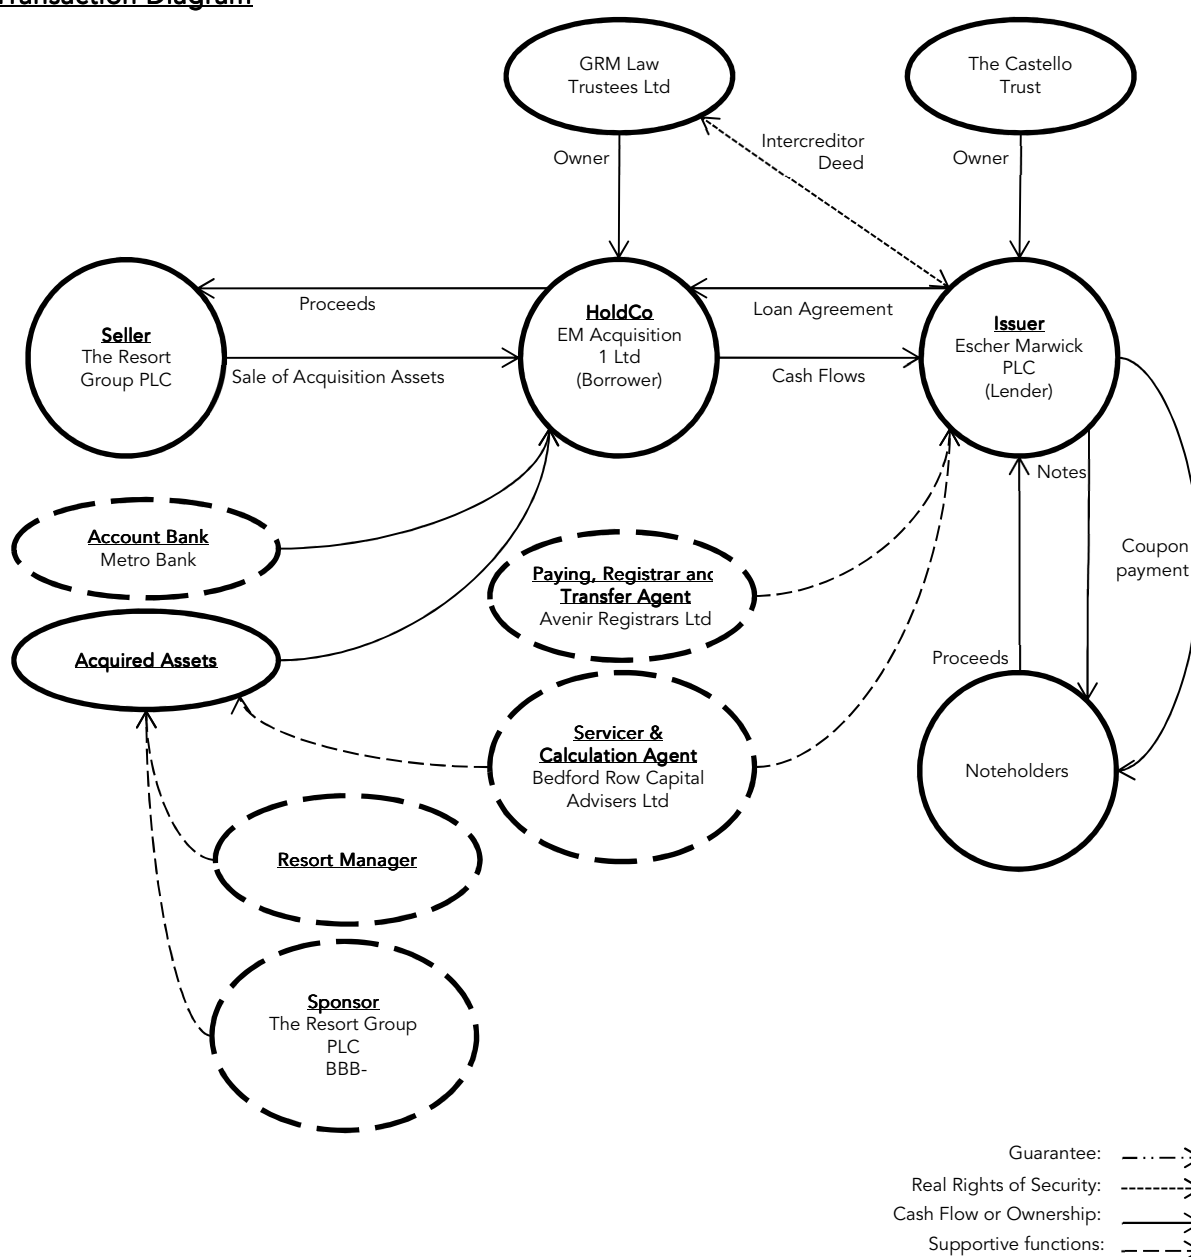 Transaction Diagram
GRM Law
Trustees Ltd
The Castello
Trust
Intercreditor
Deed
Owner
Owner
Proceeds
Loan Agreement
Seller
The Resort
Group PLC
HoldCo
EM Acquisition
1 Ltd
(Borrower)
Issuer
Escher Marwick
PLC
(Lender)
Sale of Acquisition Assets
Cash Flows
Notes
Account Bank
Metro Bank
Coupon
payment
Paying, Registrar and
Transfer Agent
Avenir Registrars Ltd
Acquired Assets
Proceeds
Servicer &
Calculation Agent
Bedford Row Capital
Advisers Ltd
Noteholders
Resort Manager
Sponsor
The Resort Group
PLC
BBB-
Guarantee:
Real Rights of Security:
Cash Flow or Ownership:
Supportive functions: